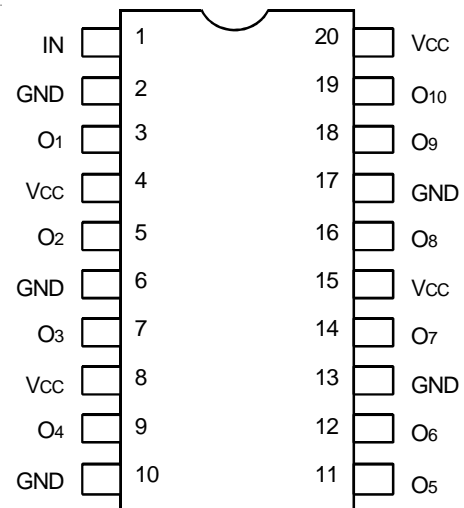 IN 1 20 VCC
GND 2 19 O10
O1 3 18 O9
VCC 4 17 GND
O2 5 16 O8
GND 6 15 VCC
O3 7 14 O7
VCC 8 13 GND
O4 9 12 O6
GND 10 11 O5